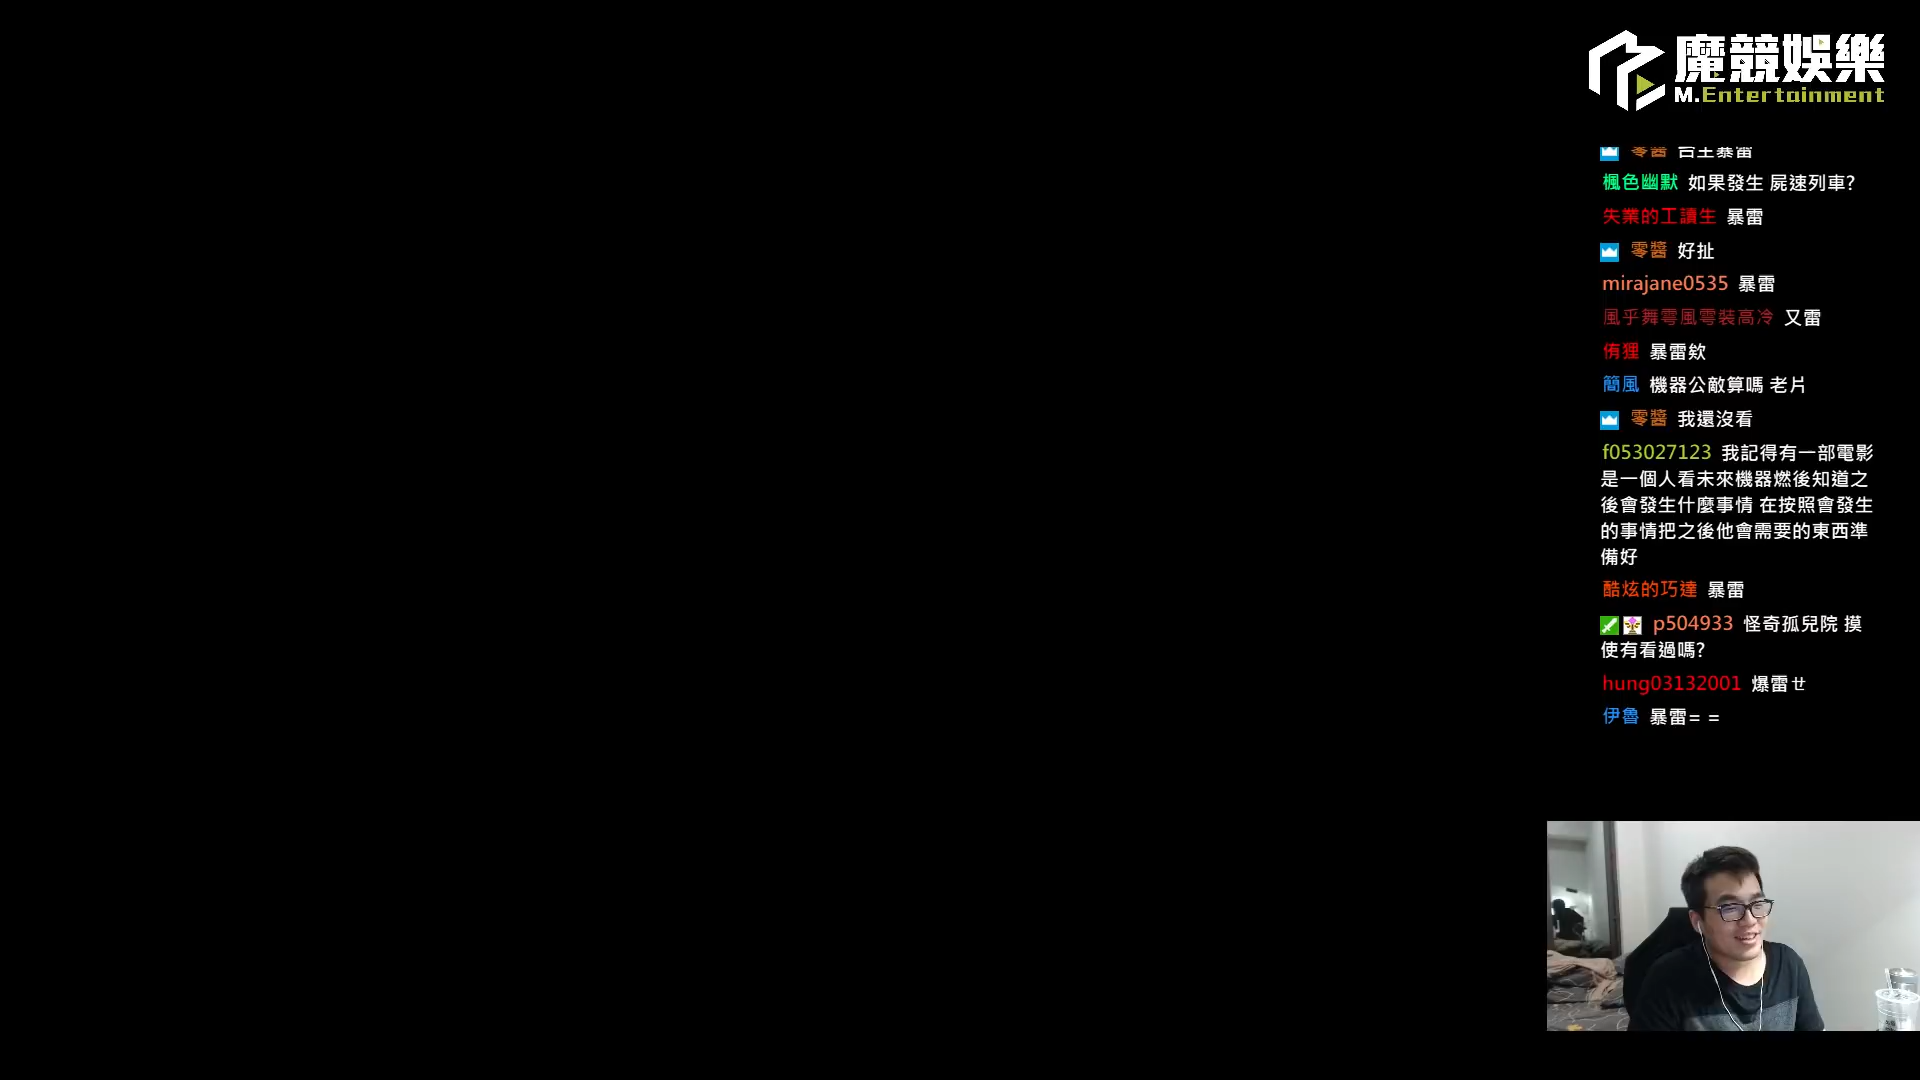 魔競娛樂
M.Entertainment
零醬 台主暴雷
楓色幽默 如果發生 屍速列車?
失業的工讀生 暴雷
零醬 好扯
mirajane0535 暴雷
風乎舞雩風雩裝高冷 又雷
侑狸 暴雷欸
簡風 機器公敵算嗎 老片
零醬 我還沒看
f053027123 我記得有一部電影
是一個人看未來機器燃後知道之
後會發生什麼事情 在按照會發生
的事情把之後他會需要的東西準
備好
酷炫的巧達 暴雷
p504933 怪奇孤兒院 摸
使有看過嗎?
hung03132001 爆雷ㄝ
伊魯 暴雷= =